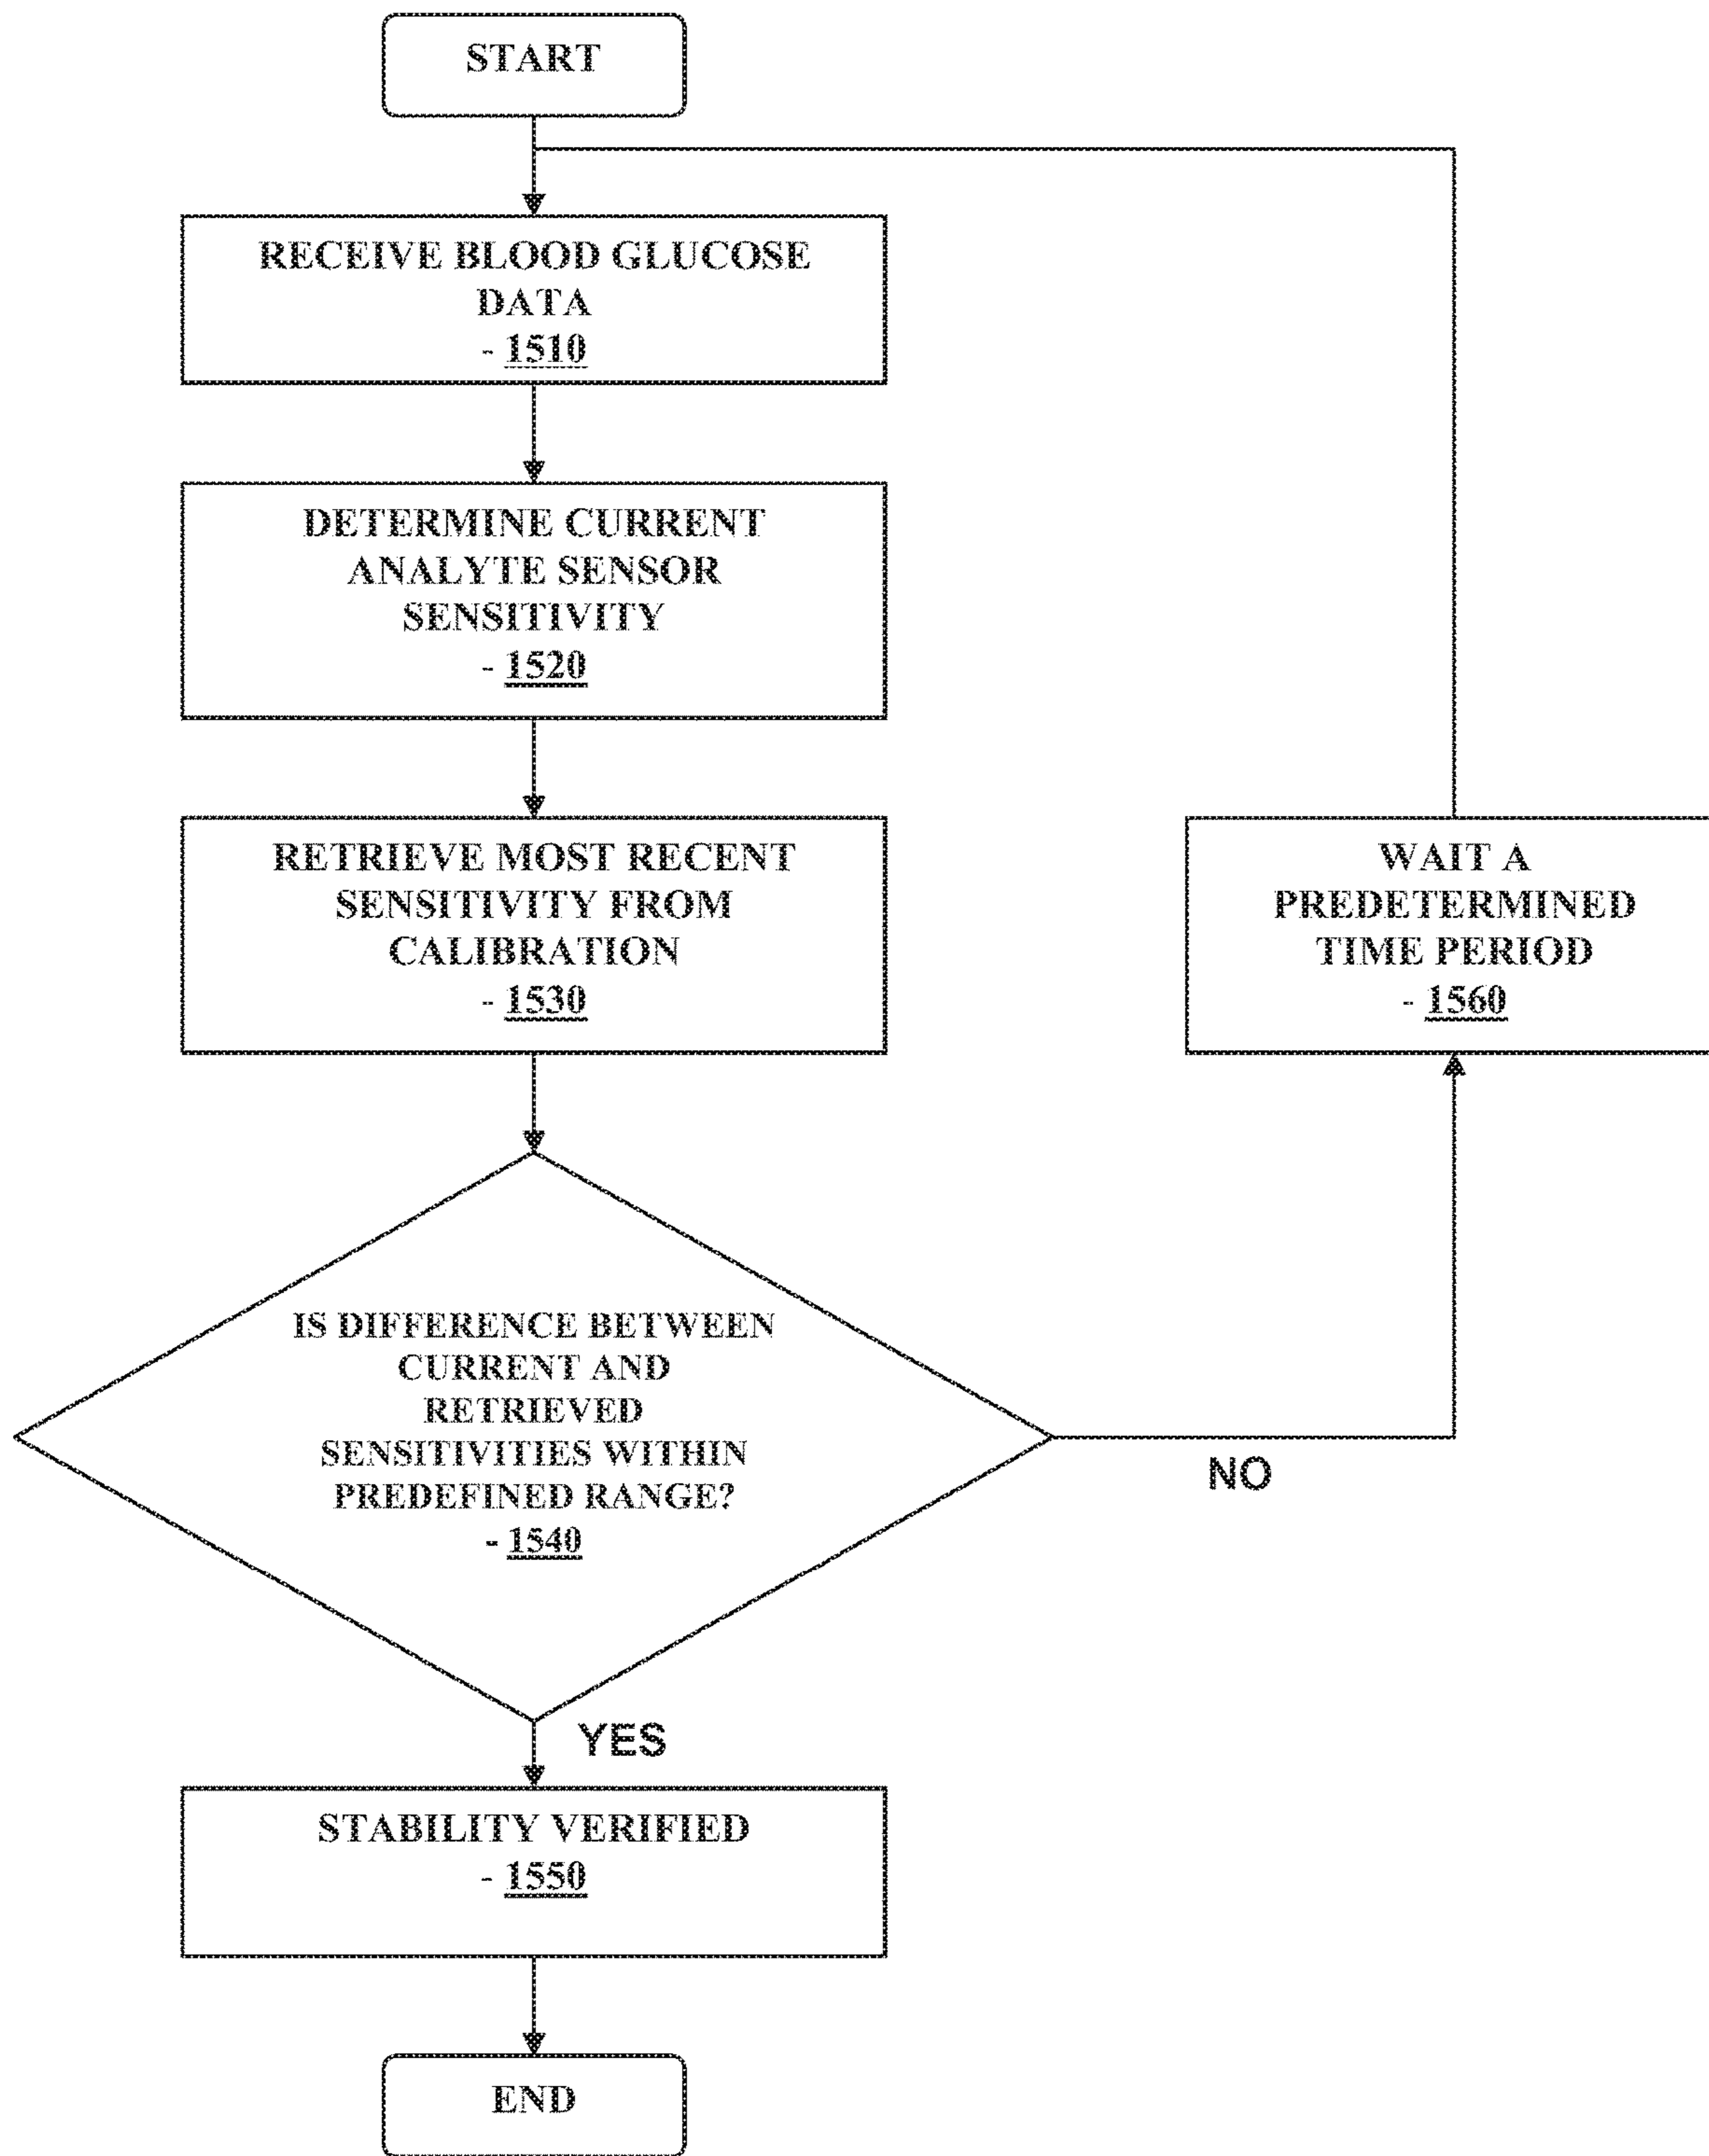 START
RECEIVE BLOOD GLUCOSE
DATA
- 1510
DETERMINE CURRENT
ANALYTE SENSOR
SENSITIVITY
- 1520
RETRIEVE MOST RECENT
SENSITIVITY FROM
CALIBRATION
- 1530
WAIT A
PREDETERMINED
TIME PERIOD
- 1560
IS DIFFERENCE BETWEEN
CURRENT AND
RETRIEVED
SENSITIVITIES WITHIN
PREDEFINED RANGE?
- 1540
NO
YES
STABILITY VERIFIED
- 1550
END